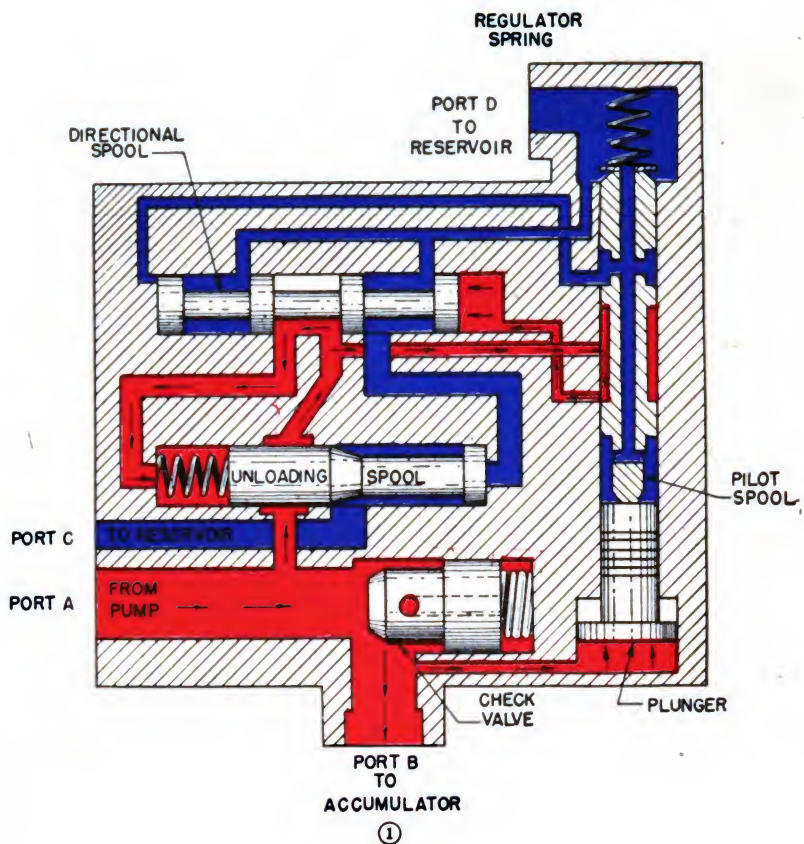 REGULATOR
SPRING
PORT D
TO
RESERVOIR
DIRECTIONAL
SPOOL
UNLOADING SPOOL
PILOT
SPOOL
PORT C
TO RESERVOIR
PORT A
FROM
PUMP
CHECK
VALVE
PLUNGER
PORT B
TO
ACCUMULATOR
①